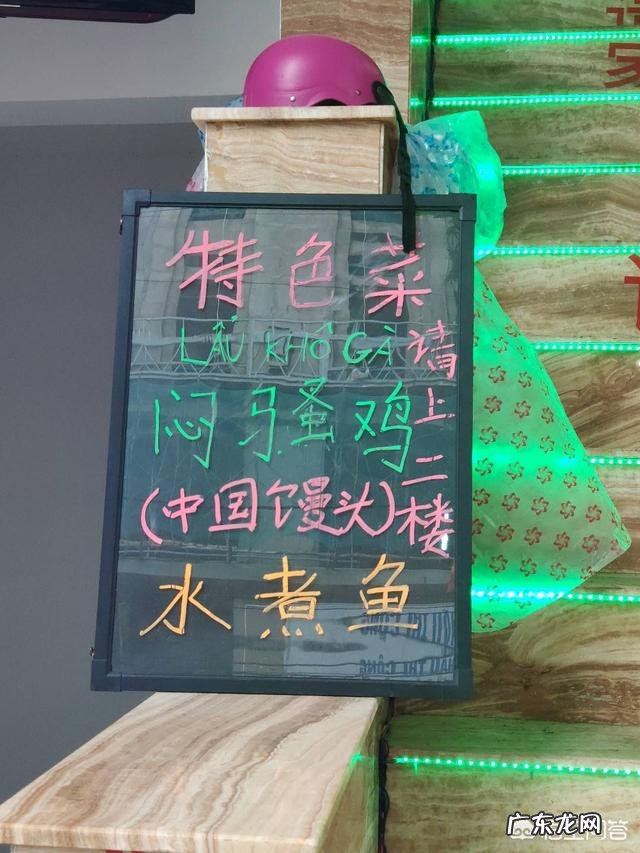 特色菜
LẨU KHÔ GÀ
闷骚鸡
(中国馒头)
水煮鱼
请上二楼
广东龙网